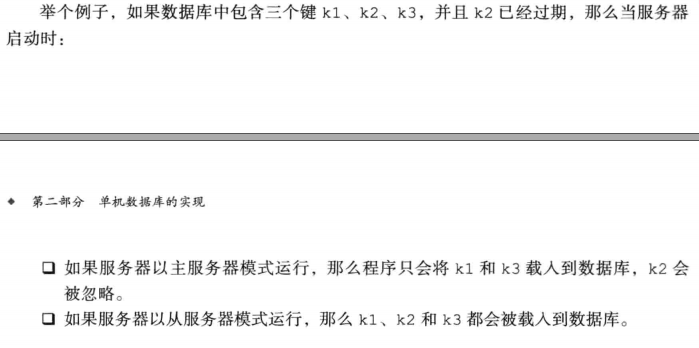 举个例子，如果数据库中包含三个键 k1、k2、k3，并且 k2 已经过期，那么当服务器
启动时：
◆ 第二部分 单机数据库的实现
❑ 如果服务器以主服务器模式运行，那么程序只会将 k1 和 k3 载入到数据库，k2 会
被忽略。
❑ 如果服务器以从服务器模式运行，那么 k1、k2 和 k3 都会被载入到数据库。